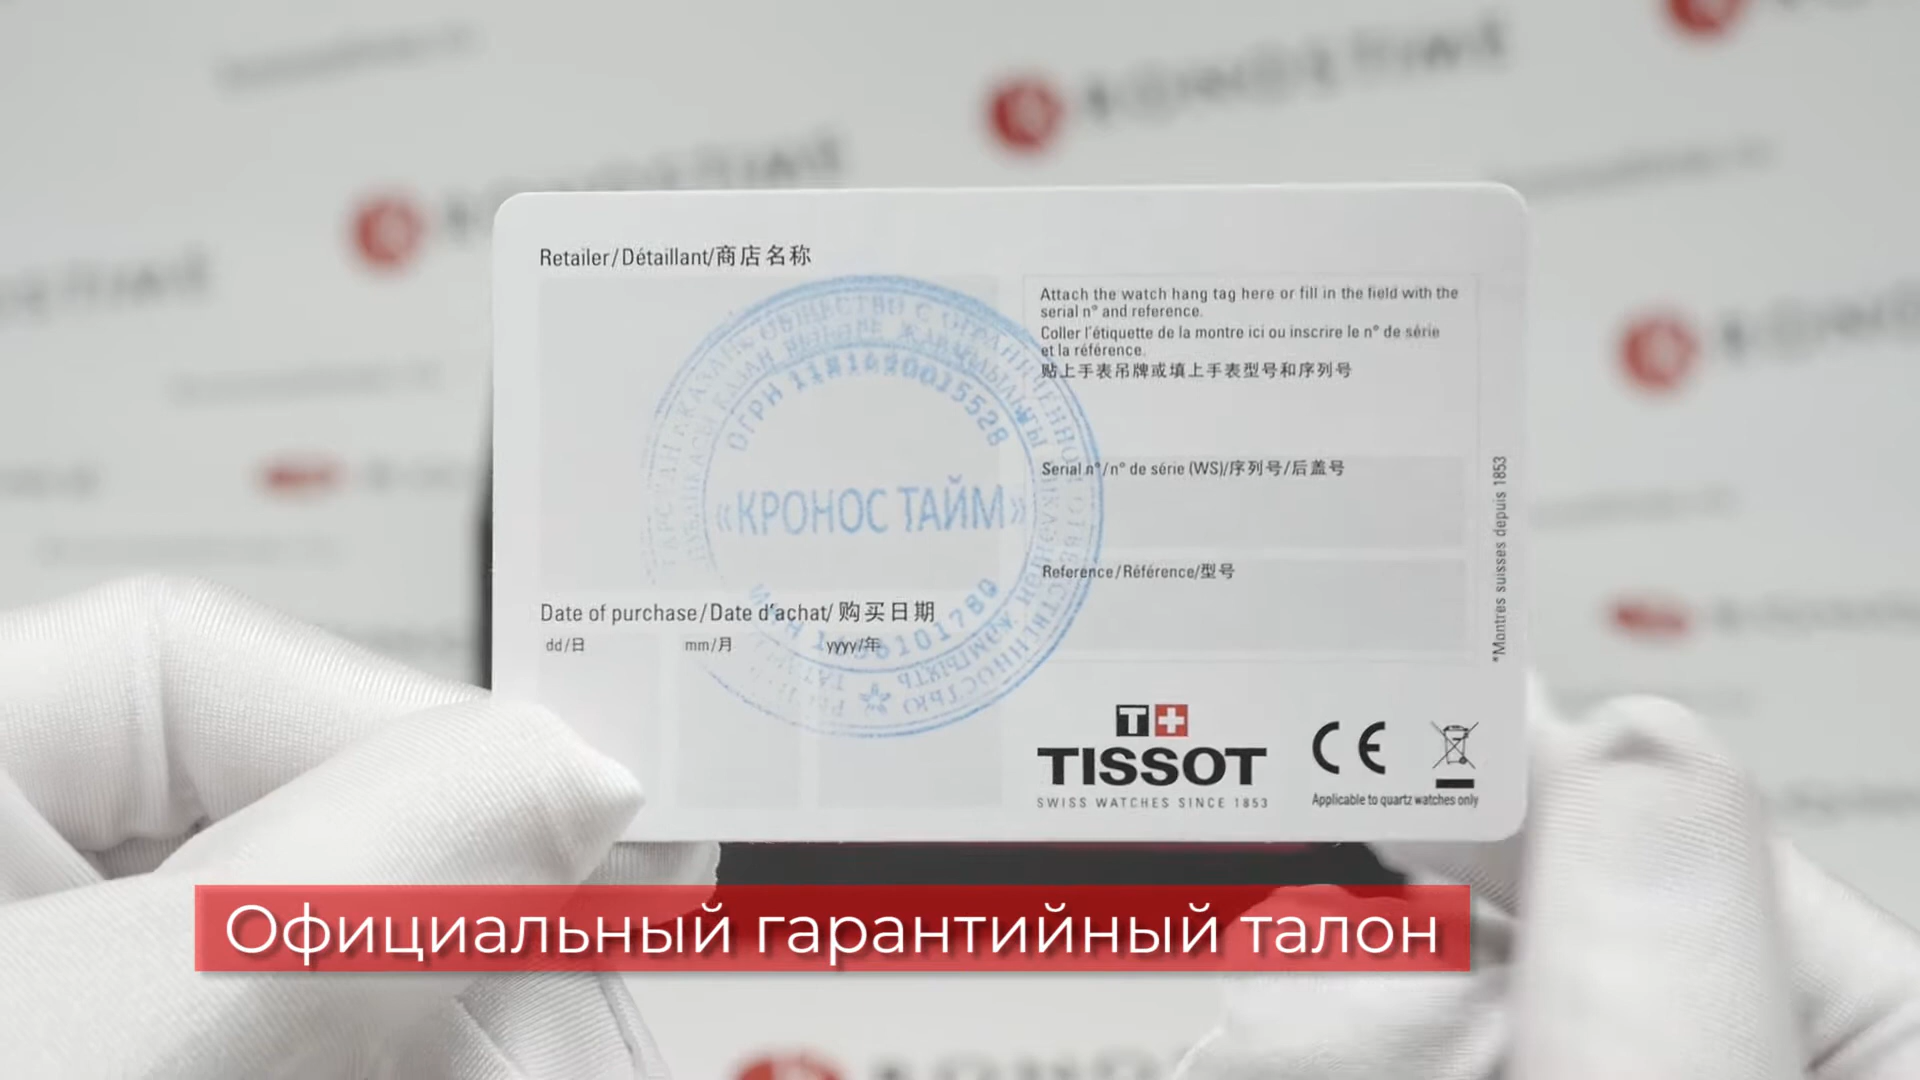 Retailer/Détaillant/商店名称
Attach the watch hang tag here or fill in the field with the
serial n° and reference.
Coller l'étiquette de la montre ici ou inscrire le n° de série
et la référence.
贴上手表吊牌或填上手表型号和序列号
Serial n°/n° de série (WS)/序列号/后盖号
Reference/Référence/型号
*Montres suisses depuis 1853
ОБЩЕСТВО С ОГРАНИЧЕННОЙ ОТВЕТСТВЕННОСТЬЮ
ОГРН
«КРОНОС ТАЙМ»
Date of purchase/Date d'achat/购买日期
dd/日
mm/月
yyyy/年
T+
TISSOT
SWISS WATCHES SINCE 1853
CE
Applicable to quartz watches only
Официальный гарантийный талон